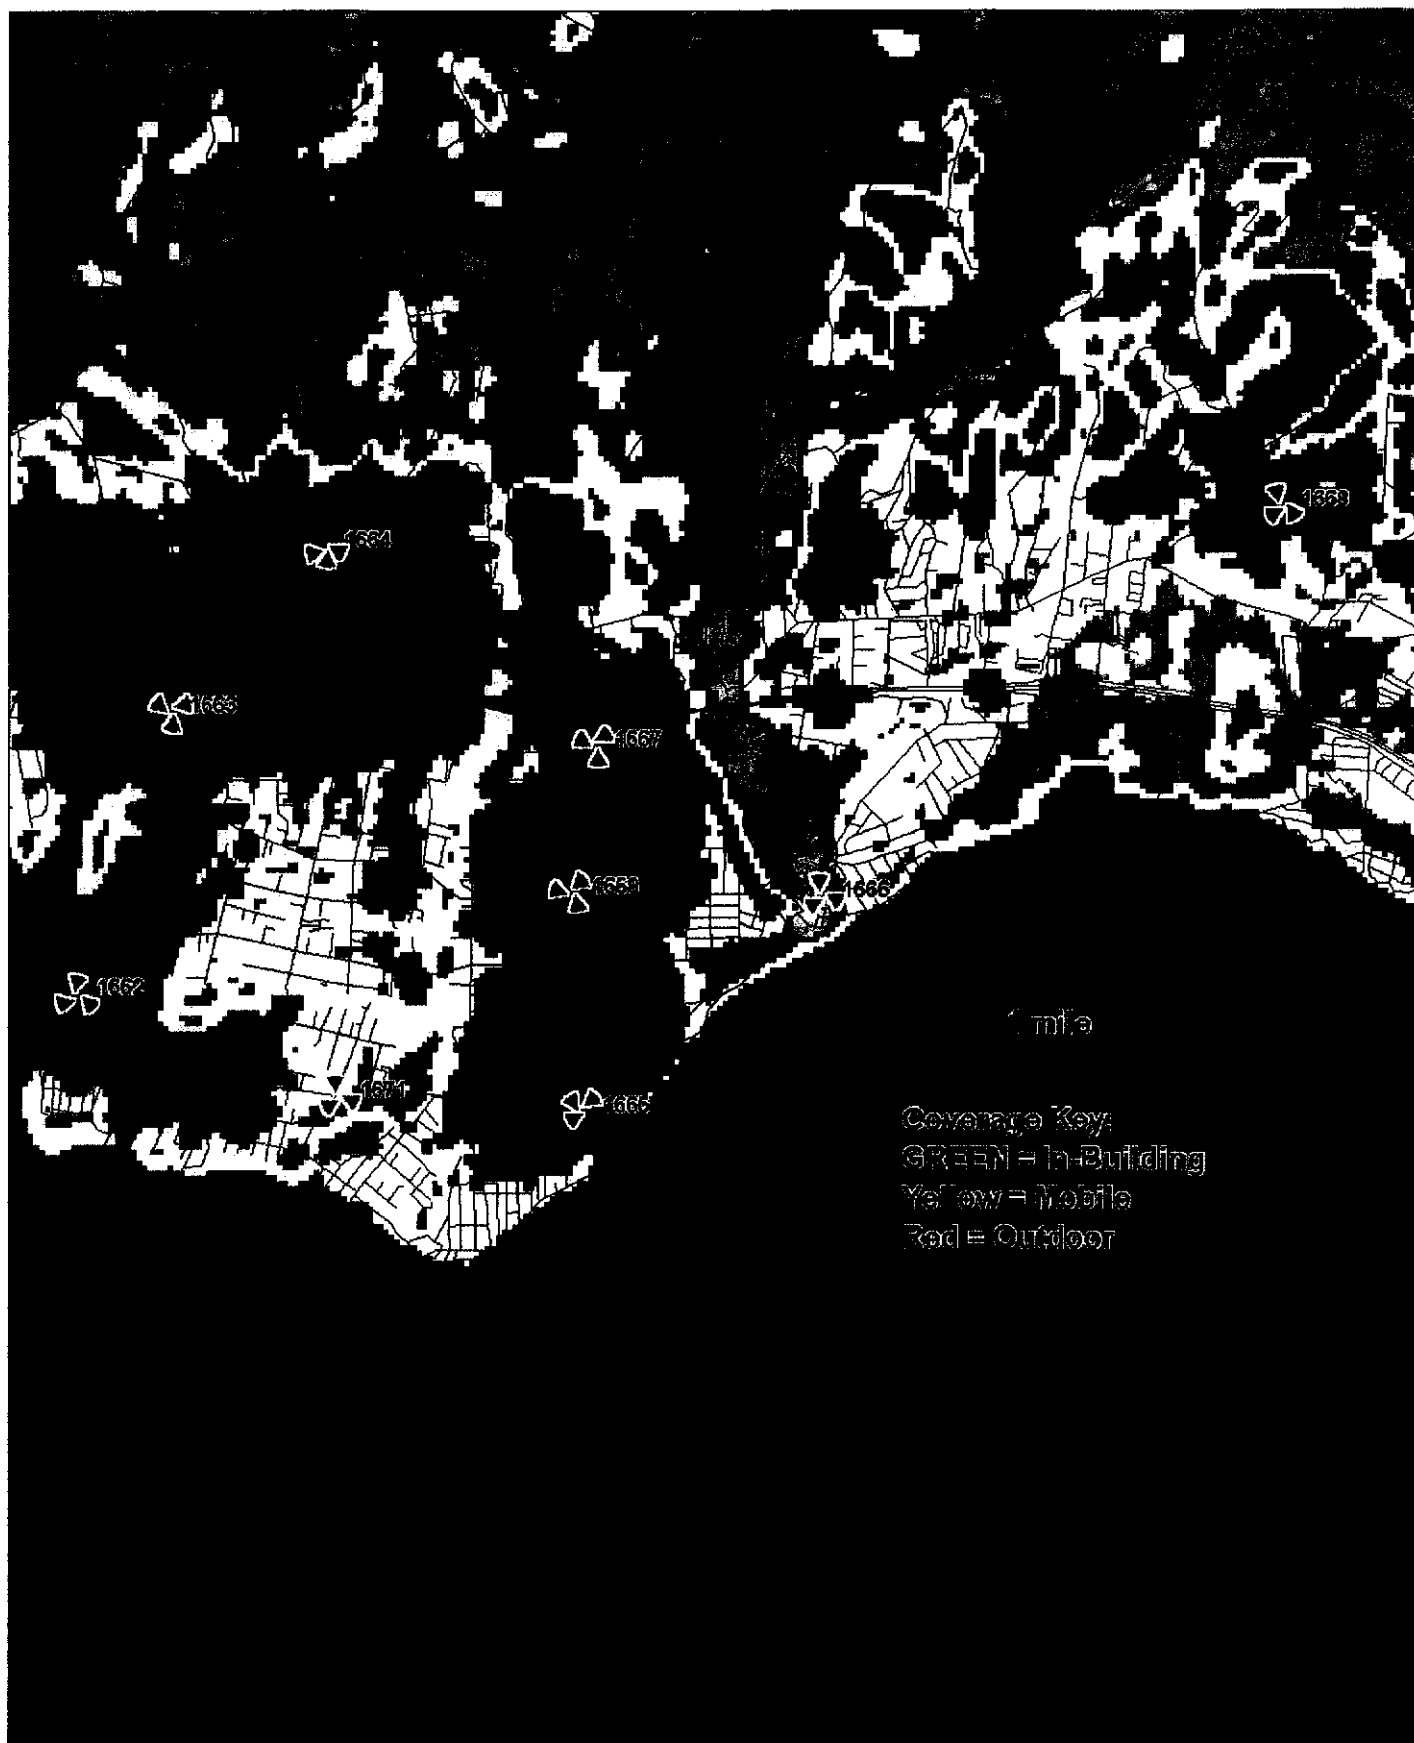 1669
1664
1663
1667
1666
1662
1 mile
1671
1665
Coverage Key:
GREEN = In-Building
Yellow = Mobile
Red = Outdoor